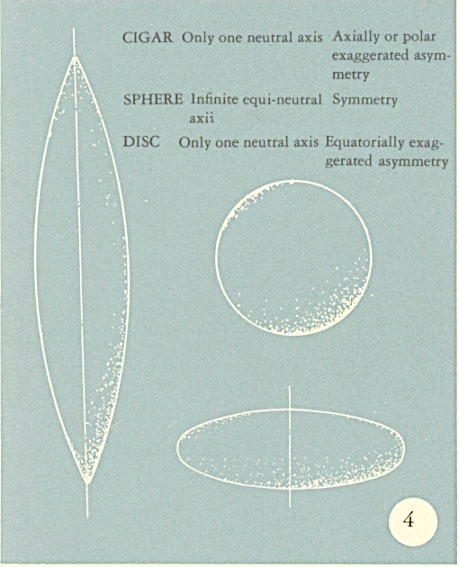 CIGAR Only one neutral axis Axially or polar
exaggerated asym-
metry
SPHERE Infinite equi-neutral Symmetry
axii
DISC Only one neutral axis Equatorially exag-
gerated asymmetry
4